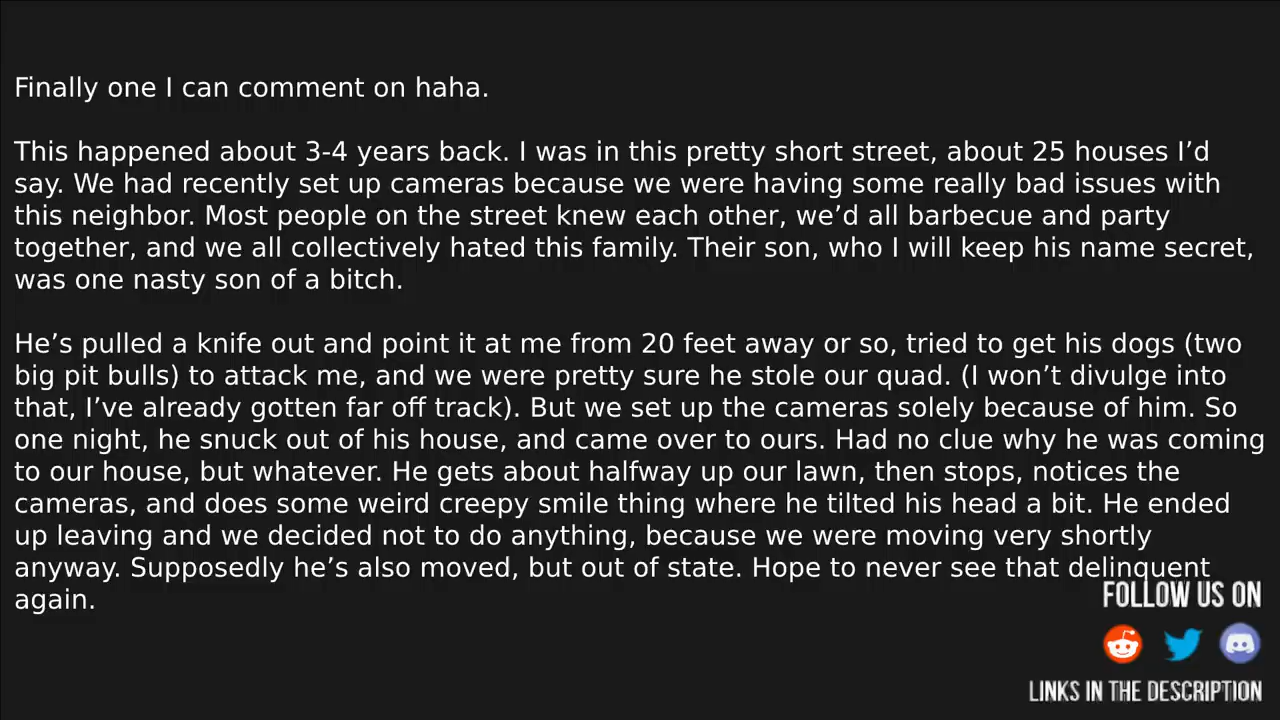 Finally one I can comment on haha.
This happened about 3-4 years back. I was in this pretty short street, about 25 houses I’d
say. We had recently set up cameras because we were having some really bad issues with
this neighbor. Most people on the street knew each other, we’d all barbecue and party
together, and we all collectively hated this family. Their son, who I will keep his name secret,
was one nasty son of a bitch.
He’s pulled a knife out and point it at me from 20 feet away or so, tried to get his dogs (two
big pit bulls) to attack me, and we were pretty sure he stole our quad. (I won’t divulge into
that, I’ve already gotten far off track). But we set up the cameras solely because of him. So
one night, he snuck out of his house, and came over to ours. Had no clue why he was coming
to our house, but whatever. He gets about halfway up our lawn, then stops, notices the
cameras, and does some weird creepy smile thing where he tilted his head a bit. He ended
up leaving and we decided not to do anything, because we were moving very shortly
anyway. Supposedly he’s also moved, but out of state. Hope to never see that delinquent
again.
FOLLOW US ON
LINKS IN THE DESCRIPTION